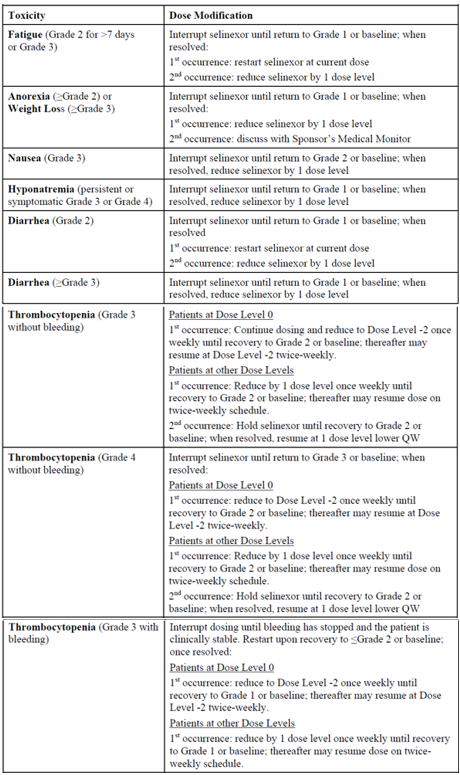 Toxicity
Dose Modification
Fatigue (Grade 2 for >7 days
or Grade 3)
Interrupt selinexor until return to Grade 1 or baseline; when
resolved:
1st occurrence: restart selinexor at current dose
2nd occurrence: reduce selinexor by 1 dose level
Anorexia (≥Grade 2) or
Weight Loss (≥Grade 3)
Interrupt selinexor until return to Grade 1 or baseline; when
resolved:
1st occurrence: reduce selinexor by 1 dose level
2nd occurrence: discuss with Sponsor's Medical Monitor
Nausea (Grade 3)
Interrupt selinexor until return to Grade 2 or baseline; when
resolved, reduce selinexor by 1 dose level
Hyponatremia (persistent or
symptomatic Grade 3 or Grade 4)
Interrupt selinexor until return to Grade 1 or baseline; when
resolved, reduce selinexor by 1 dose level
Diarrhea (Grade 2)
Interrupt selinexor until return to Grade 1 or baseline; when
resolved
1st occurrence: restart selinexor at current dose
2nd occurrence: reduce selinexor by 1 dose level
Diarrhea (≥Grade 3)
Interrupt selinexor until return to Grade 1 or baseline; when
resolved, reduce selinexor by 1 dose level
Thrombocytopenia (Grade 3
without bleeding)
Patients at Dose Level 0
1st occurrence: Continue dosing and reduce to Dose Level -2 once
weekly until recovery to Grade 2 or baseline; thereafter may
resume at Dose Level -2 twice-weekly.
Patients at other Dose Levels
1st occurrence: Reduce by 1 dose level once weekly until
recovery to Grade 2 or baseline; thereafter may resume dose on
twice-weekly schedule.
2nd occurrence: Hold selinexor until recovery to Grade 2 or
baseline; when resolved, resume at 1 dose level lower QW
Thrombocytopenia (Grade 4
without bleeding)
Interrupt selinexor until return to Grade 3 or baseline; when
resolved:
Patients at Dose Level 0
1st occurrence: reduce to Dose Level -2 once weekly until
recovery to Grade 2 or baseline; thereafter may resume at Dose
Level -2 twice-weekly.
Patients at other Dose Levels
1st occurrence: Reduce by 1 dose level once weekly until
recovery to Grade 2 or baseline; thereafter may resume dose on
twice-weekly schedule.
2nd occurrence: Hold selinexor until recovery to Grade 2 or
baseline; when resolved, resume at 1 dose level lower QW
Thrombocytopenia (Grade 3 with
bleeding)
Interrupt dosing until bleeding has stopped and the patient is
clinically stable. Restart upon recovery to ≤Grade 2 or baseline;
once resolved:
Patients at Dose Level 0
1st occurrence: reduce to Dose Level -2 once weekly until
recovery to Grade 1 or baseline; thereafter may resume at Dose
Level -2 twice-weekly.
Patients at other Dose Levels
1st occurrence: reduce by 1 dose level once weekly until recovery
to Grade 1 or baseline; thereafter may resume dose on twice-
weekly schedule.